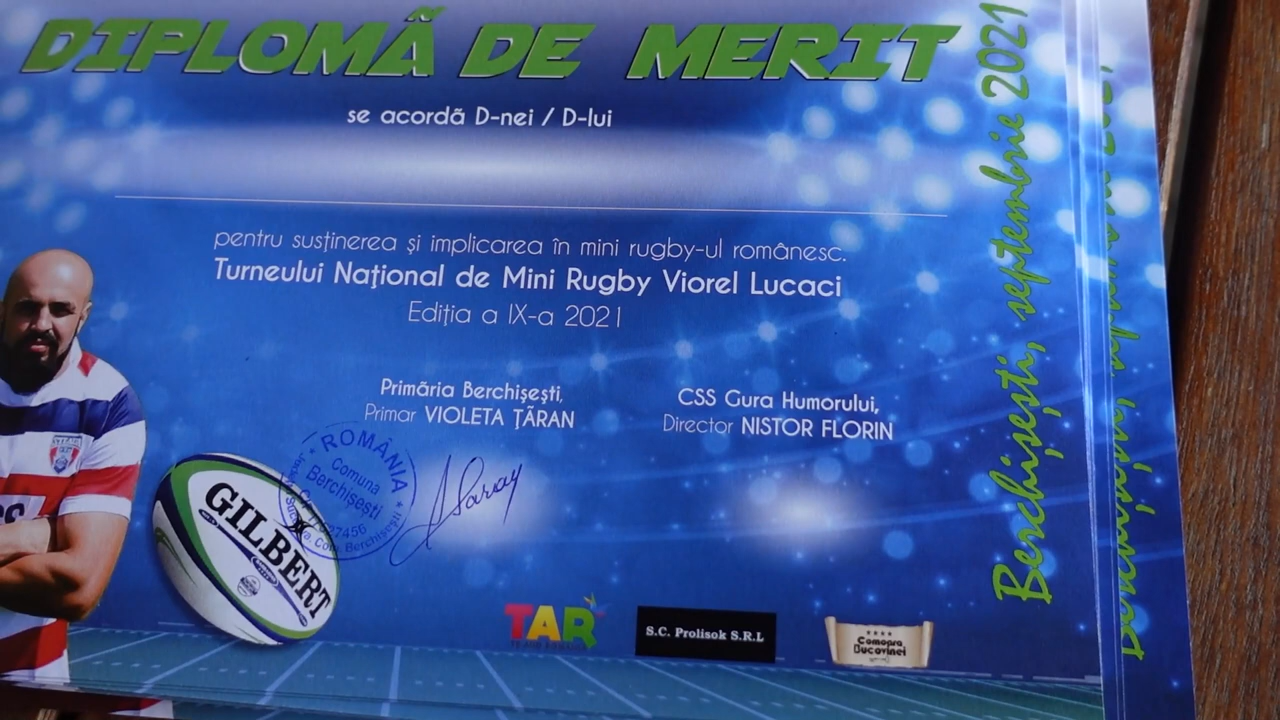 DIPLOMĂ DE MERIT
se acordă D-nei / D-lui
pentru susținerea și implicarea în mini rugby-ul românesc.
Turneului Național de Mini Rugby Viorel Lucaci
Ediția a IX-a 2021
Primăria Berchișești,
Primar VIOLETA ȚĂRAN
CSS Gura Humorului,
Director NISTOR FLORIN
ROMÂNIA
Comuna
Berchișești
GILBERT
TAR
S.C. Prolisok S.R.L
Comopra
Bucovinei
Berchișești, septembrie 2021